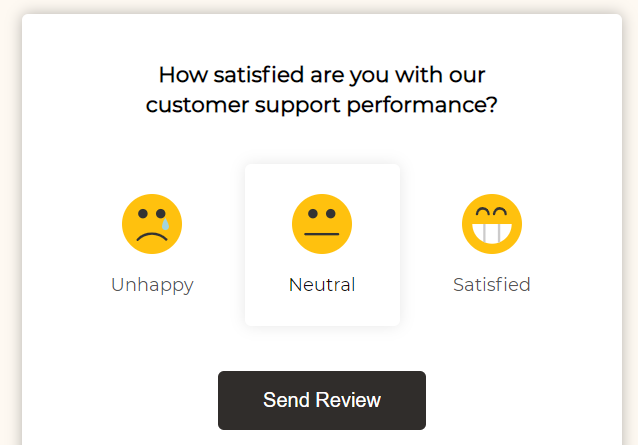 How satisfied are you with our
customer support performance?
Unhappy
Neutral
Satisfied
Send Review